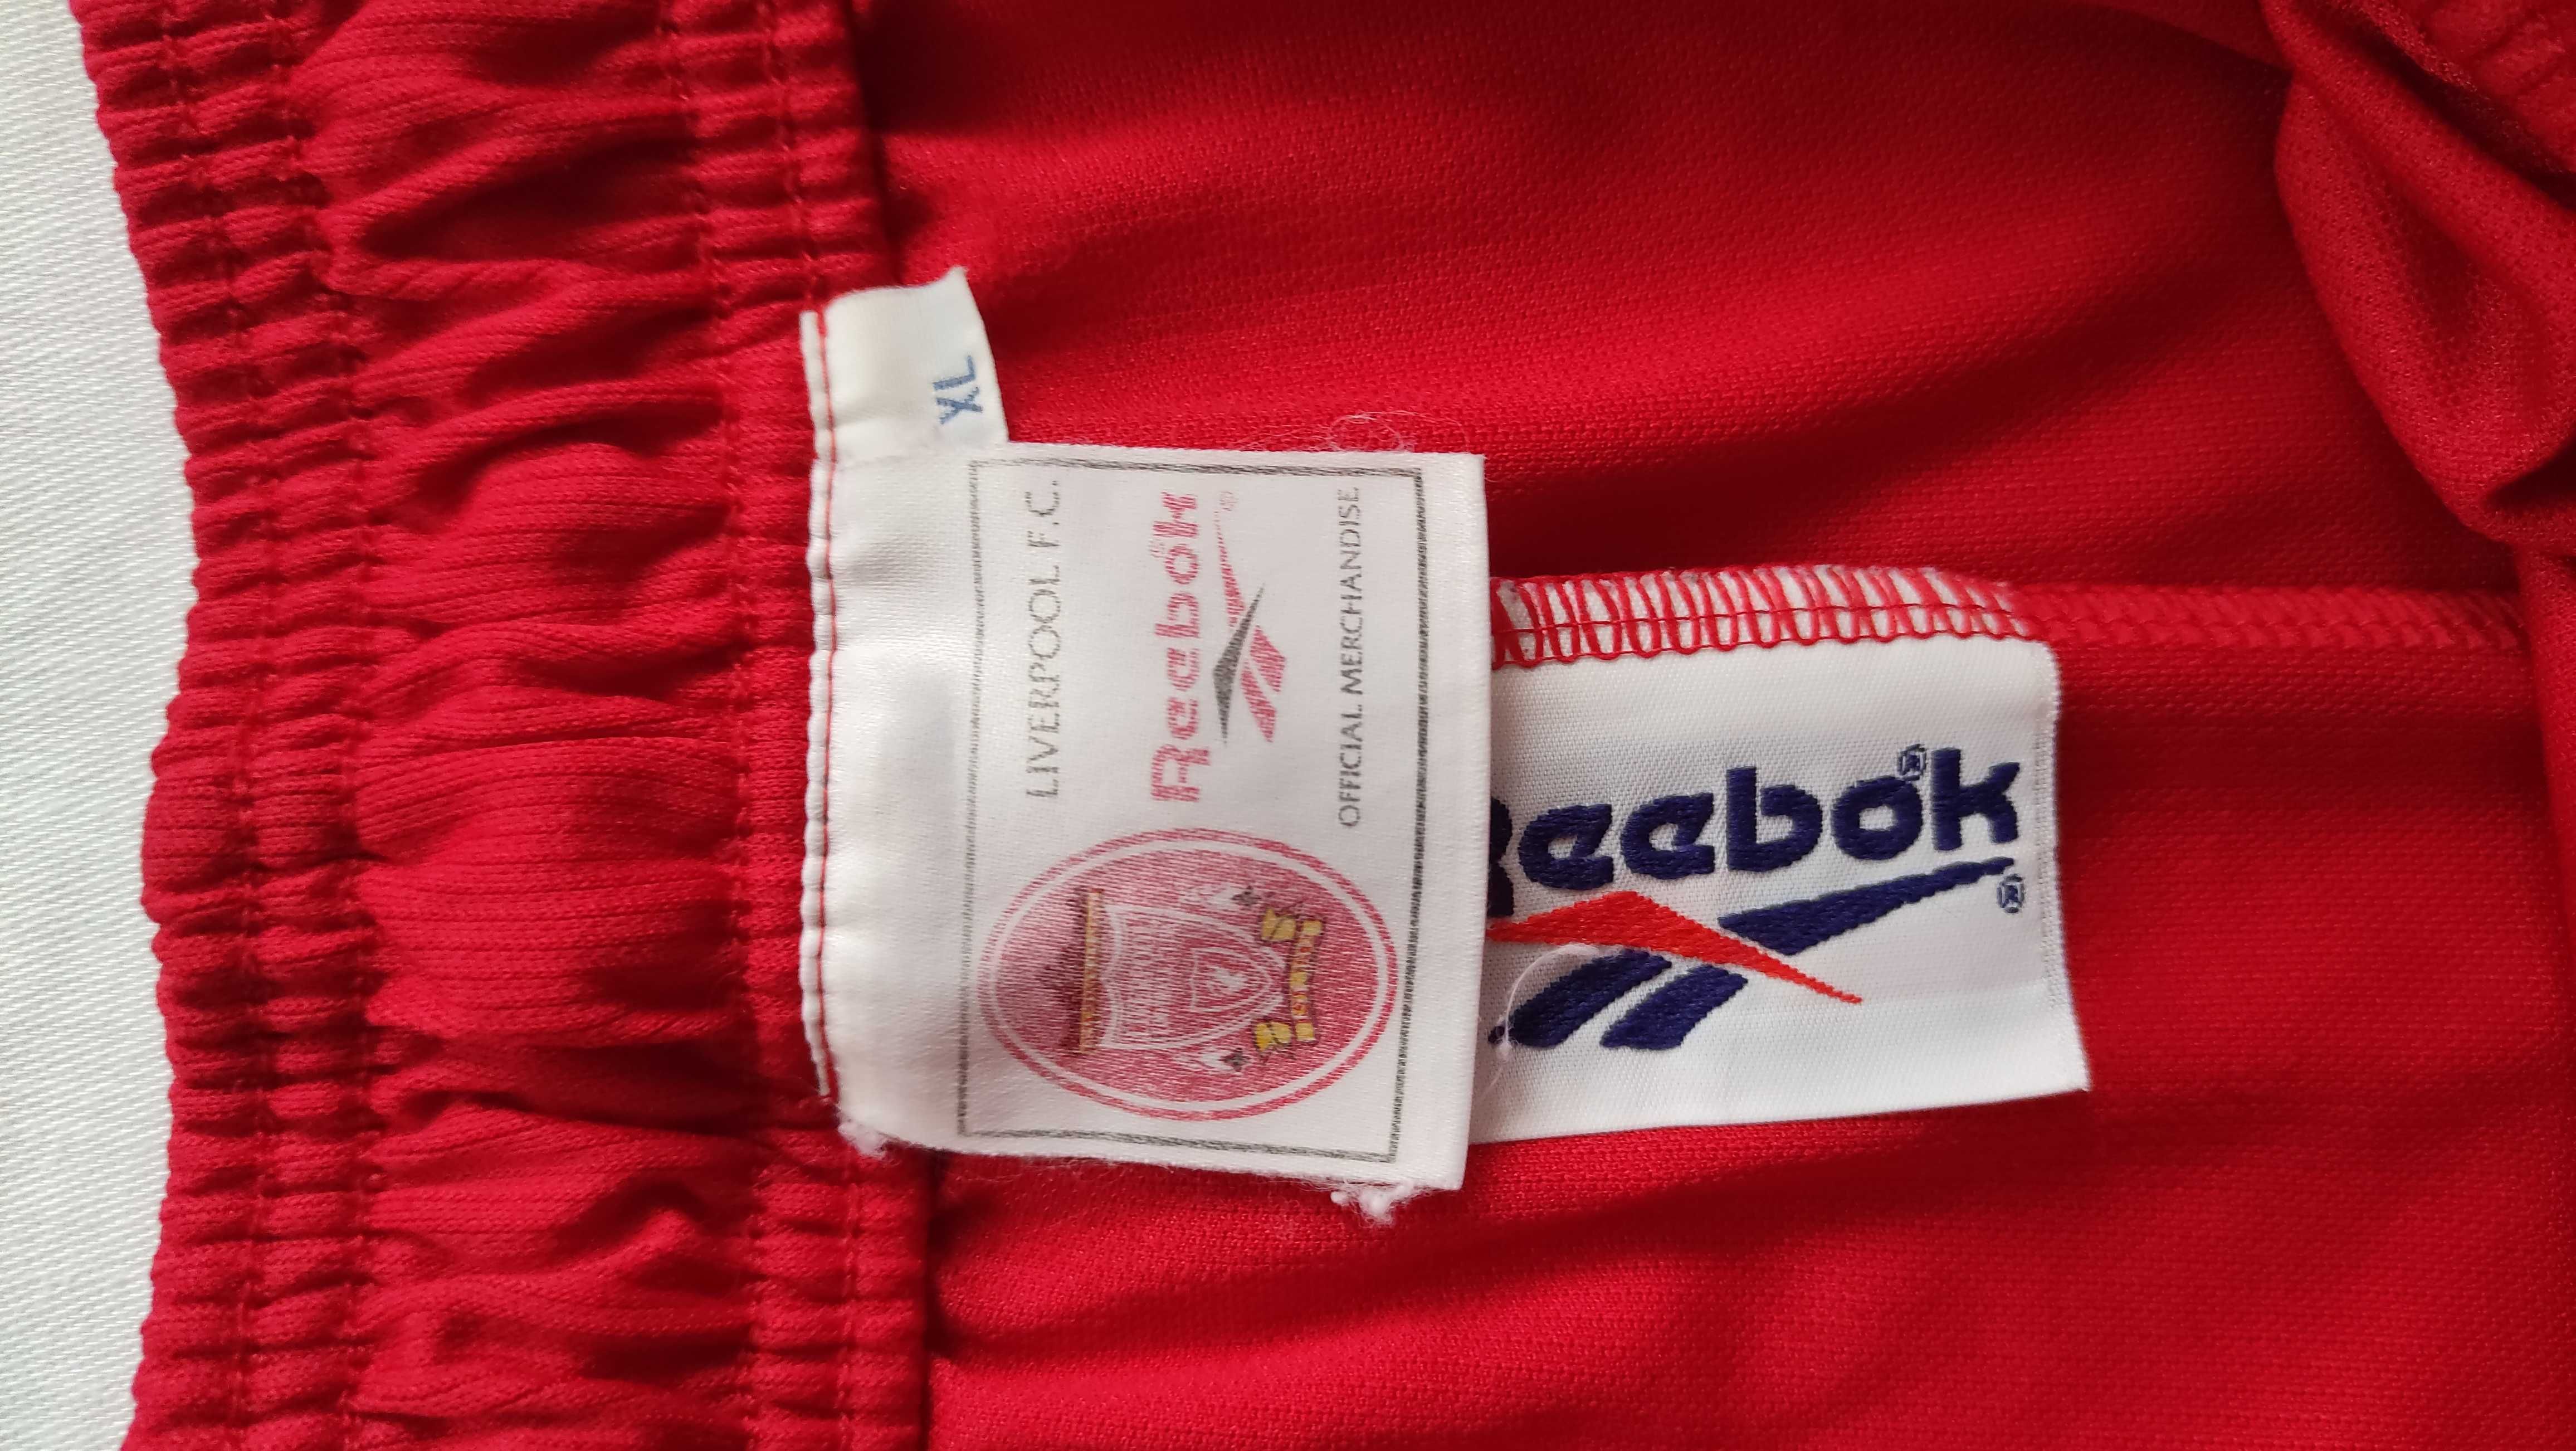 XL
LIVERPOOL F.C.
Reebok ®
OFFICIAL MERCHANDISE
Reebok ®
®